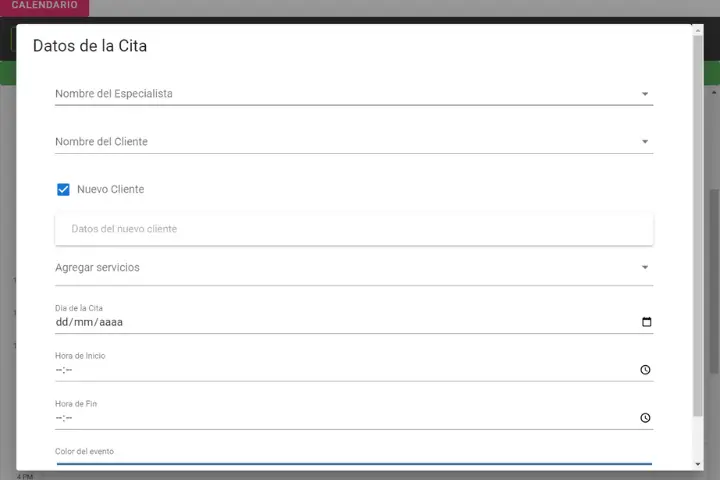 CALENDARIO
Datos de la Cita
Nombre del Especialista
Nombre del Cliente
Nuevo Cliente
Datos del nuevo cliente
Agregar servicios
Dia de la Cita
dd/mm/aaaa
Hora de Inicio
--:--
Hora de Fin
--:--
Color del evento
4 PM